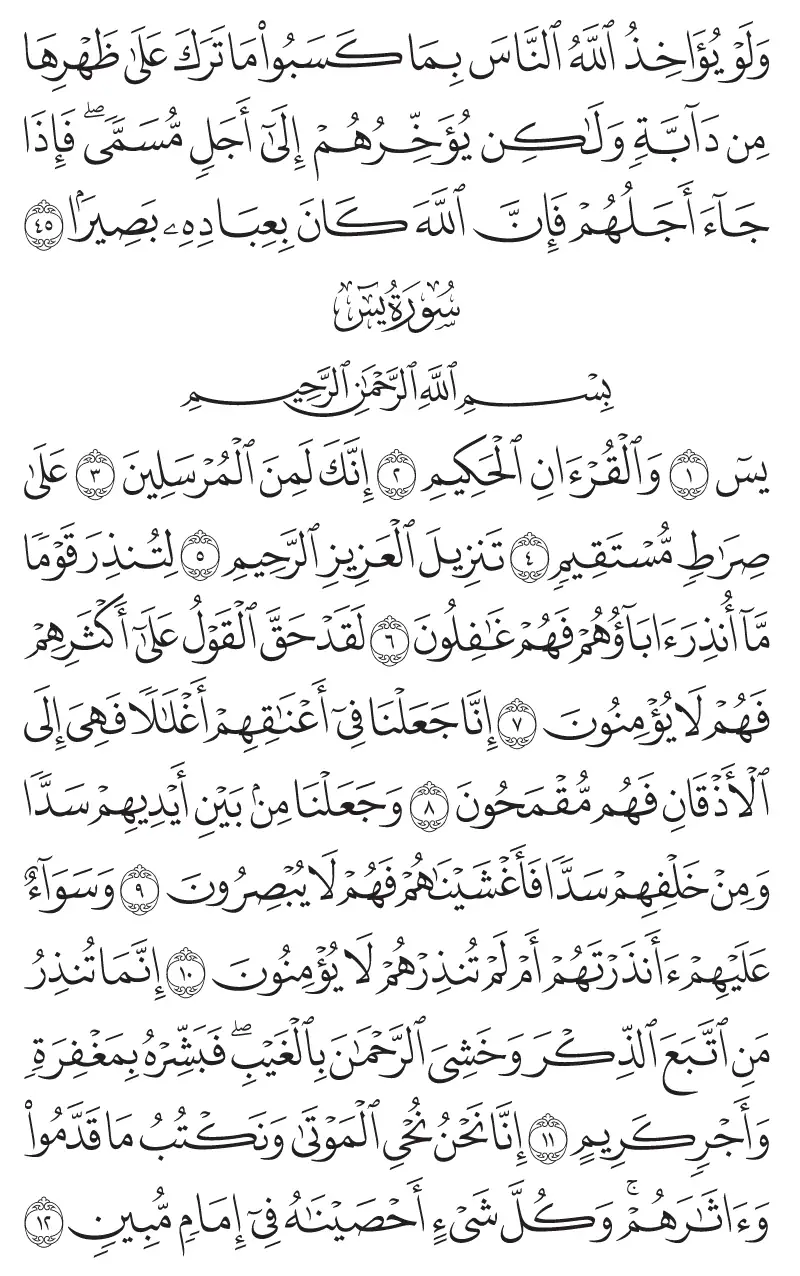 وَلَوۡ يُؤَاخِذُ ٱللَّهُ ٱلنَّاسَ بِمَا كَسَبُواْ مَا تَرَكَ عَلَىٰ ظَهۡرِهَا
مِن دَآبَّةٖ وَلَٰكِن يُؤَخِّرُهُمۡ إِلَىٰٓ أَجَلٖ مُّسَمّٗىۖ فَإِذَا
جَآءَ أَجَلُهُمۡ فَإِنَّ ٱللَّهَ كَانَ بِعِبَادِهِۦ بَصِيرَۢا ٤٥
سُورَةُ يسٓ
بِسۡمِ ٱللَّهِ ٱلرَّحۡمَٰنِ ٱلرَّحِيمِ
يسٓ ١ وَٱلۡقُرۡءَانِ ٱلۡحَكِيمِ ٢ إِنَّكَ لَمِنَ ٱلۡمُرۡسَلِينَ ٣ عَلَىٰ
صِرَٰطٖ مُّسۡتَقِيمٖ ٤ تَنزِيلَ ٱلۡعَزِيزِ ٱلرَّحِيمِ ٥ لِتُنذِرَ قَوۡمٗا
مَّآ أُنذِرَ ءَابَآؤُهُمۡ فَهُمۡ غَٰفِلُونَ ٦ لَقَدۡ حَقَّ ٱلۡقَوۡلُ عَلَىٰٓ أَكۡثَرِهِمۡ
فَهُمۡ لَا يُؤۡمِنُونَ ٧ إِنَّا جَعَلۡنَا فِيٓ أَعۡنَٰقِهِمۡ أَغۡلَٰلٗا فَهِيَ إِلَى
ٱلۡأَذۡقَانِ فَهُم مُّقۡمَحُونَ ٨ وَجَعَلۡنَا مِنۢ بَيۡنِ أَيۡدِيهِمۡ سَدّٗا
وَمِنۡ خَلۡفِهِمۡ سَدّٗا فَأَغۡشَيۡنَٰهُمۡ فَهُمۡ لَا يُبۡصِرُونَ ٩ وَسَوَآءٌ
عَلَيۡهِمۡ ءَأَنذَرۡتَهُمۡ أَمۡ لَمۡ تُنذِرۡهُمۡ لَا يُؤۡمِنُونَ ١٠ إِنَّمَا تُنذِرُ
مَنِ ٱتَّبَعَ ٱلذِّكۡرَ وَخَشِيَ ٱلرَّحۡمَٰنَ بِٱلۡغَيۡبِۖ فَبَشِّرۡهُ بِمَغۡفِرَةٖ
وَأَجۡرٖ كَرِيمٍ ١١ إِنَّا نَحۡنُ نُحۡيِ ٱلۡمَوۡتَىٰ وَنَكۡتُبُ مَا قَدَّمُواْ
وَءَاثَٰرَهُمۡۚ وَكُلَّ شَيۡءٍ أَحۡصَيۡنَٰهُ فِيٓ إِمَامٖ مُّبِينٖ ١٢